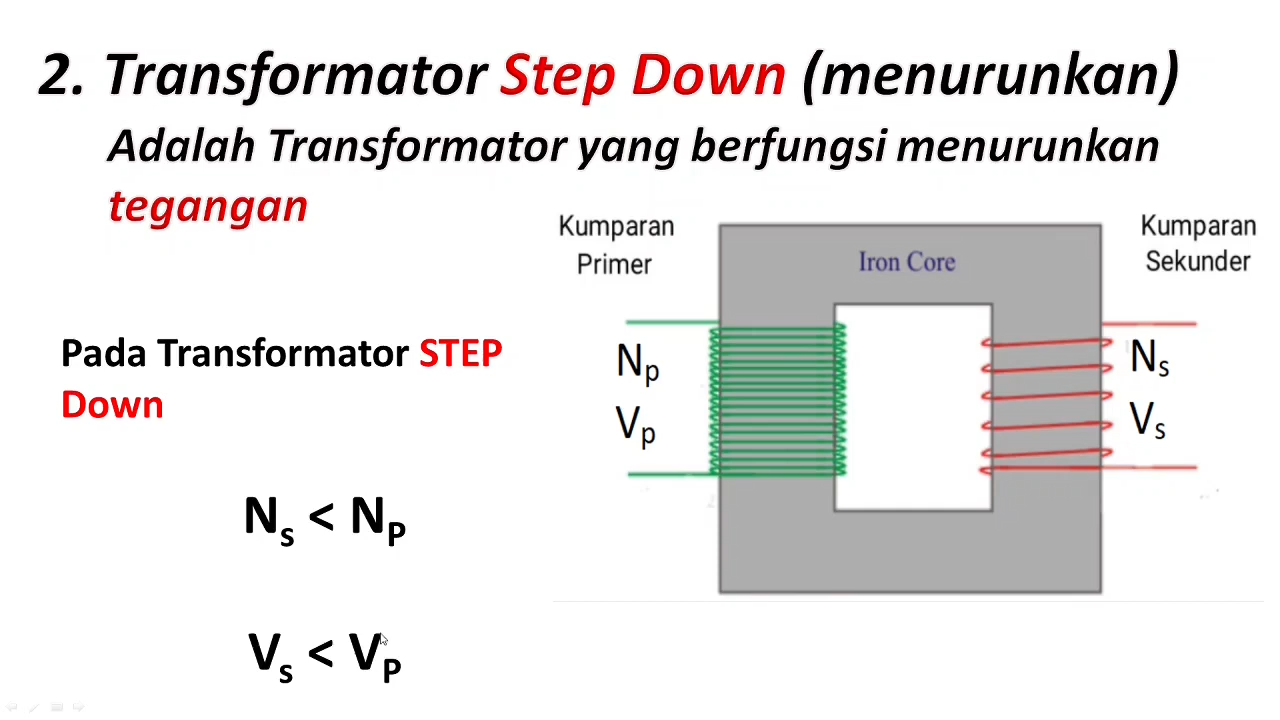 2. Transformator Step Down (menurunkan)
Adalah Transformator yang berfungsi menurunkan
tegangan
Kumparan
Primer
Iron Core
Kumparan
Sekunder
Pada Transformator STEP
Down
Np
Vp
Ns
Vs
Ns < NP
Vs < VP